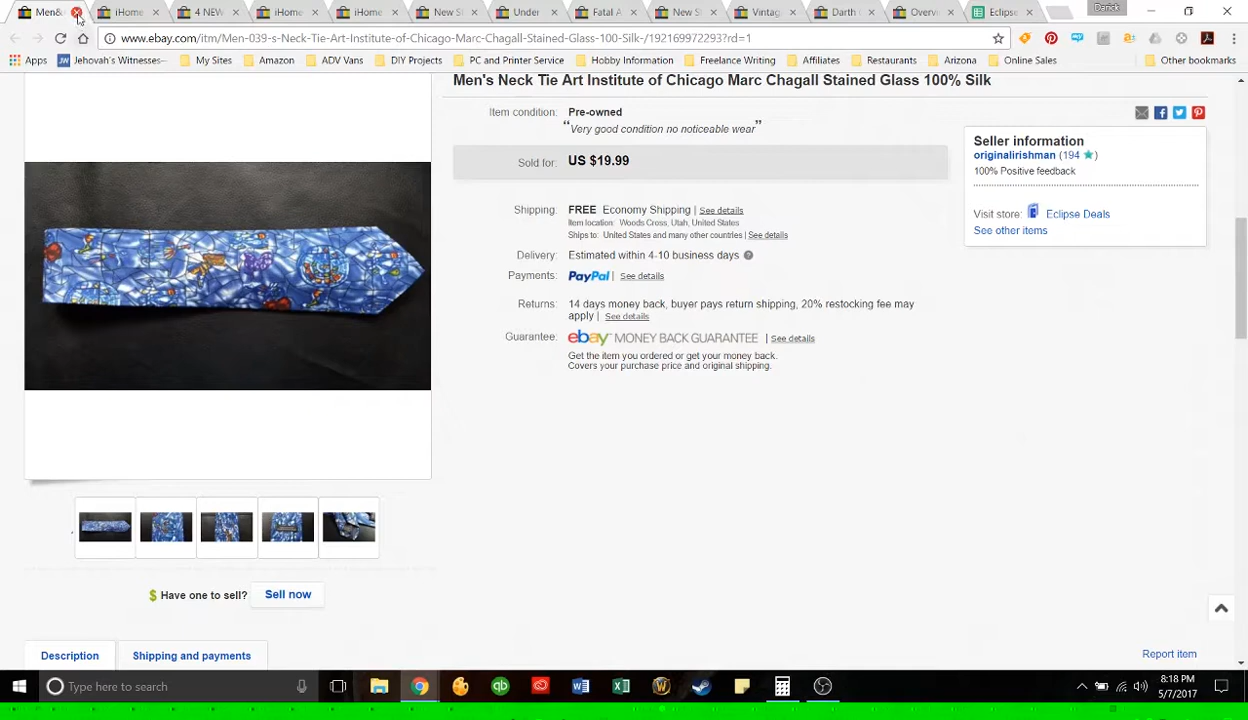 Men&
iHome
4 NEW
iHome
iHome
New S
Under
Fatal A
New S
Vintag
Darth
Overvi
Eclipse
Derick
www.ebay.com/itm/Men-039-s-Neck-Tie-Art-Institute-of-Chicago-Marc-Chagall-Stained-Glass-100-Silk-/192169972293?rd=1
Apps
Jehovah's Witnesses
My Sites
Amazon
ADV Vans
DIY Projects
PC and Printer Service
Hobby Information
Freelance Writing
Affiliates
Restaurants
Arizona
Online Sales
Other bookmarks
Men's Neck Tie Art Institute of Chicago Marc Chagall Stained Glass 100% Silk
Item condition: Pre-owned
"Very good condition no noticeable wear"
Sold for: US $19.99
Shipping: FREE Economy Shipping | See details
Item location: Woods Cross, Utah, United States
Ships to: United States and many other countries | See details
Delivery: Estimated within 4-10 business days
Payments: PayPal | See details
Returns: 14 days money back, buyer pays return shipping, 20% restocking fee may
apply | See details
Guarantee: ebay MONEY BACK GUARANTEE | See details
Get the item you ordered or get your money back.
Covers your purchase price and original shipping.
Seller information
originalirishman (194 ★)
100% Positive feedback
Visit store: Eclipse Deals
See other items
$ Have one to sell? Sell now
Description
Shipping and payments
Report item
Type here to search
8:18 PM
5/7/2017